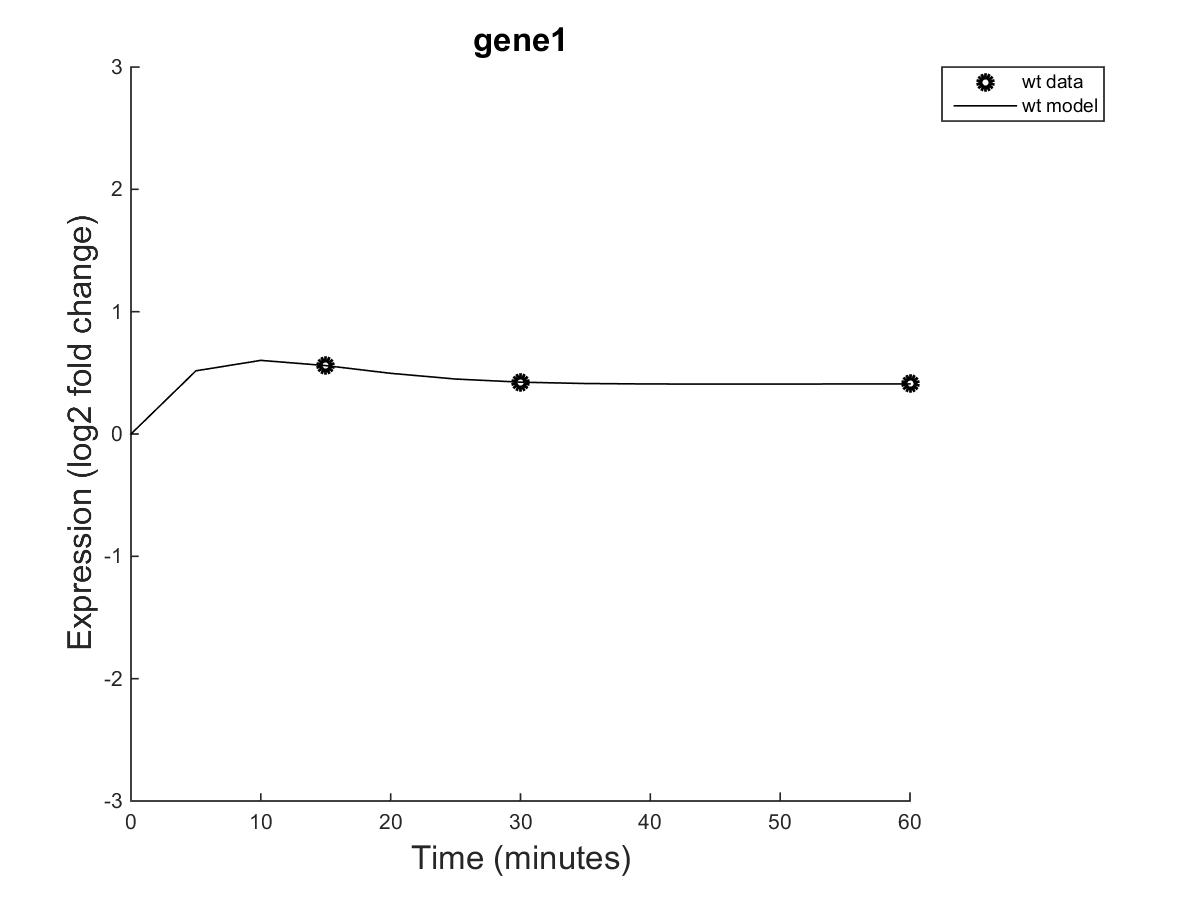 gene1
wt data
wt model
3
2
1
0
-1
-2
-3
Expression (log2 fold change)
0 10 20 30 40 50 60
Time (minutes)